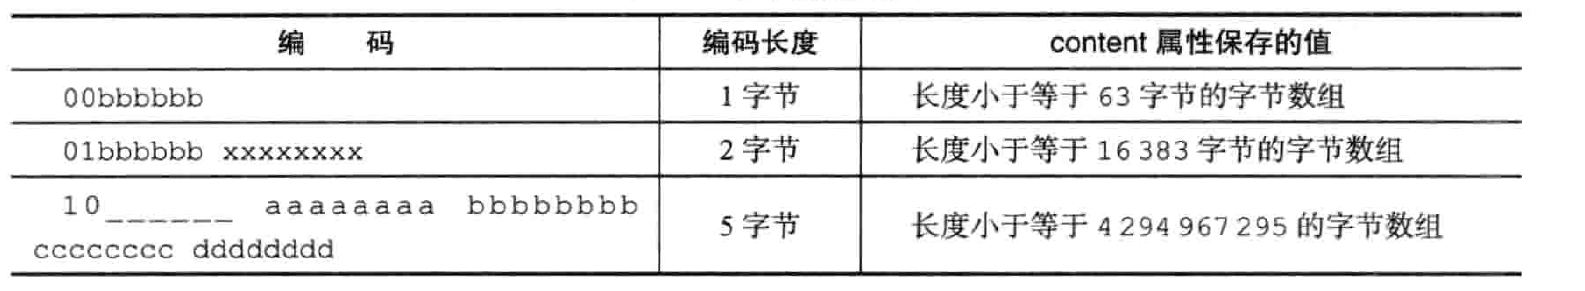 编 码 编码长度 content 属性保存的值
00bbbbbb 1 字节 长度小于等于 63 字节的字节数组
01bbbbbb xxxxxxxx 2 字节 长度小于等于 16 383 字节的字节数组
10______ aaaaaaaa bbbbbbbb
cccccccc dddddddd 5 字节 长度小于等于 4 294 967 295 的字节数组